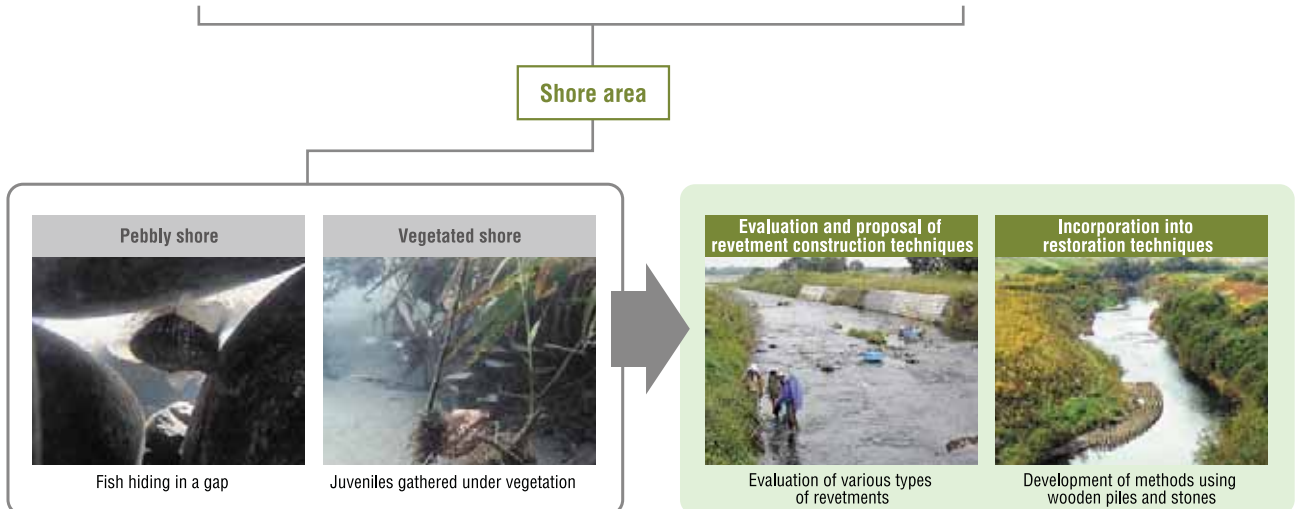 Shore area
Pebbly shore
Vegetated shore
Fish hiding in a gap
Juveniles gathered under vegetation
Evaluation and proposal of
revetment construction techniques
Incorporation into
restoration techniques
Evaluation of various types
of revetments
Development of methods using
wooden piles and stones